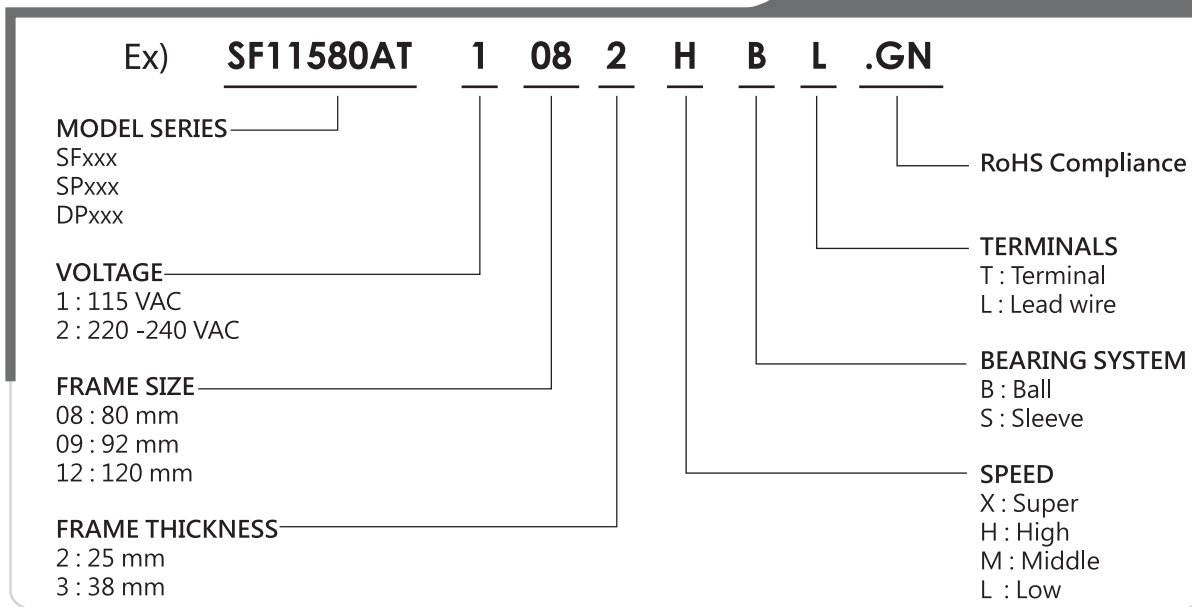 Ex) SF11580AT 1 08 2 H B L .GN
MODEL SERIES
SFxxx
SPxxx
DPxxx
VOLTAGE
1 : 115 VAC
2 : 220 -240 VAC
FRAME SIZE
08 : 80 mm
09 : 92 mm
12 : 120 mm
FRAME THICKNESS
2 : 25 mm
3 : 38 mm
RoHS Compliance
TERMINALS
T : Terminal
L : Lead wire
BEARING SYSTEM
B : Ball
S : Sleeve
SPEED
X : Super
H : High
M : Middle
L : Low